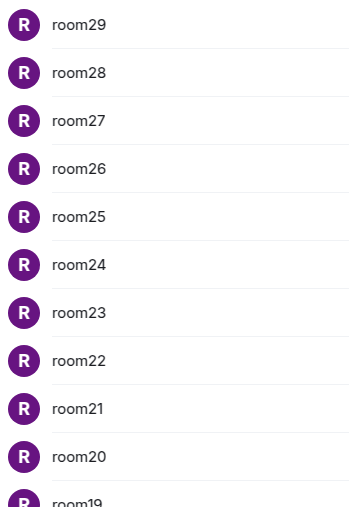 R room29
R room28
R room27
R room26
R room25
R room24
R room23
R room22
R room21
R room20
R room19